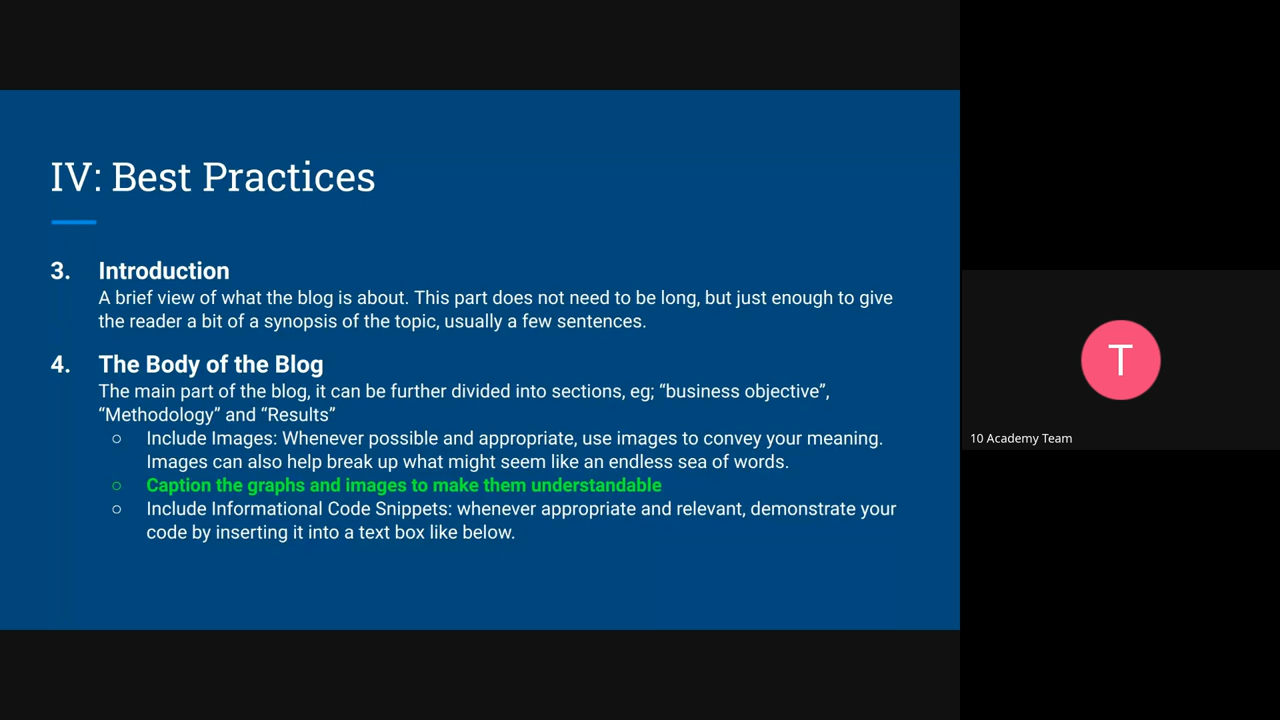 IV: Best Practices
3. Introduction
A brief view of what the blog is about. This part does not need to be long, but just enough to give
the reader a bit of a synopsis of the topic, usually a few sentences.
4. The Body of the Blog
The main part of the blog, it can be further divided into sections, eg; “business objective”,
“Methodology” and “Results”
○ Include Images: Whenever possible and appropriate, use images to convey your meaning.
Images can also help break up what might seem like an endless sea of words.
○ Caption the graphs and images to make them understandable
○ Include Informational Code Snippets: whenever appropriate and relevant, demonstrate your
code by inserting it into a text box like below.
T
10 Academy Team